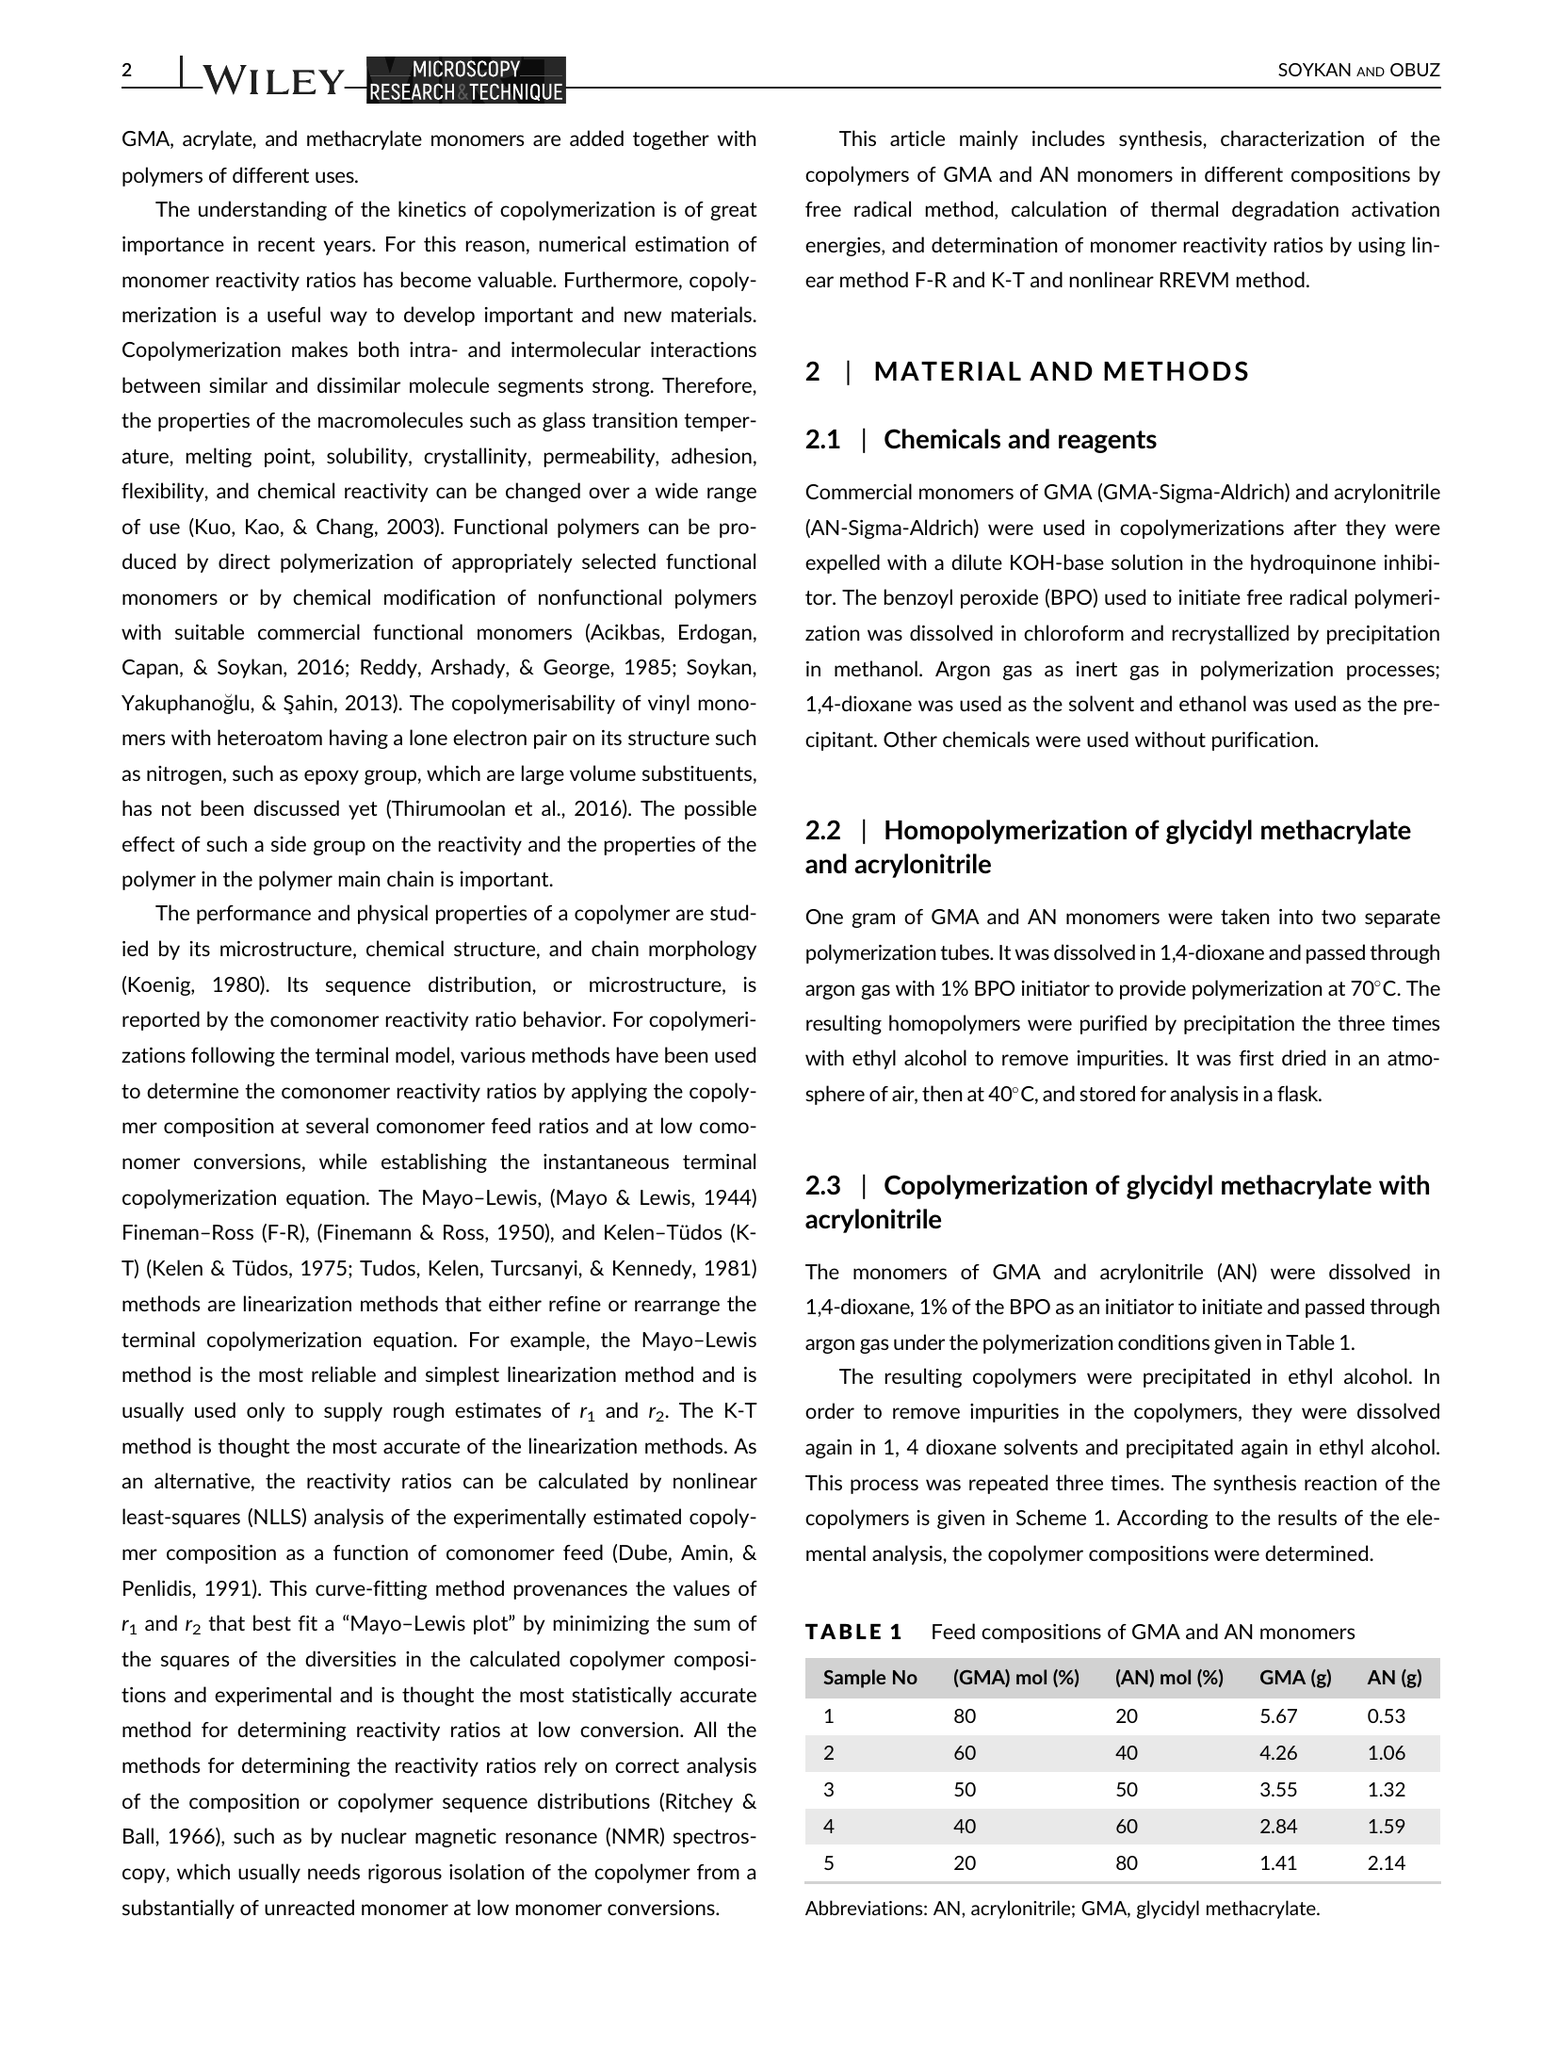 2
WILEY
MICROSCOPY
RESEARCH & TECHNIQUE
SOYKAN AND OBUZ
GMA, acrylate, and methacrylate monomers are added together with
polymers of different uses.
The understanding of the kinetics of copolymerization is of great
importance in recent years. For this reason, numerical estimation of
monomer reactivity ratios has become valuable. Furthermore, copoly-
merization is a useful way to develop important and new materials.
Copolymerization makes both intra- and intermolecular interactions
between similar and dissimilar molecule segments strong. Therefore,
the properties of the macromolecules such as glass transition temper-
ature, melting point, solubility, crystallinity, permeability, adhesion,
flexibility, and chemical reactivity can be changed over a wide range
of use (Kuo, Kao, & Chang, 2003). Functional polymers can be pro-
duced by direct polymerization of appropriately selected functional
monomers or by chemical modification of nonfunctional polymers
with suitable commercial functional monomers (Acikbas, Erdogan,
Capan, & Soykan, 2016; Reddy, Arshady, & George, 1985; Soykan,
Yakuphanoğlu, & Şahin, 2013). The copolymerisability of vinyl mono-
mers with heteroatom having a lone electron pair on its structure such
as nitrogen, such as epoxy group, which are large volume substituents,
has not been discussed yet (Thirumoolan et al., 2016). The possible
effect of such a side group on the reactivity and the properties of the
polymer in the polymer main chain is important.
The performance and physical properties of a copolymer are stud-
ied by its microstructure, chemical structure, and chain morphology
(Koenig, 1980). Its sequence distribution, or microstructure, is
reported by the comonomer reactivity ratio behavior. For copolymeri-
zations following the terminal model, various methods have been used
to determine the comonomer reactivity ratios by applying the copoly-
mer composition at several comonomer feed ratios and at low como-
nomer conversions, while establishing the instantaneous terminal
copolymerization equation. The Mayo–Lewis, (Mayo & Lewis, 1944)
Fineman–Ross (F-R), (Finemann & Ross, 1950), and Kelen–Tüdos (K-
T) (Kelen & Tüdos, 1975; Tudos, Kelen, Turcsanyi, & Kennedy, 1981)
methods are linearization methods that either refine or rearrange the
terminal copolymerization equation. For example, the Mayo–Lewis
method is the most reliable and simplest linearization method and is
usually used only to supply rough estimates of r1 and r2. The K-T
method is thought the most accurate of the linearization methods. As
an alternative, the reactivity ratios can be calculated by nonlinear
least-squares (NLLS) analysis of the experimentally estimated copoly-
mer composition as a function of comonomer feed (Dube, Amin, &
Penlidis, 1991). This curve-fitting method provenances the values of
r1 and r2 that best fit a “Mayo–Lewis plot” by minimizing the sum of
the squares of the diversities in the calculated copolymer composi-
tions and experimental and is thought the most statistically accurate
method for determining reactivity ratios at low conversion. All the
methods for determining the reactivity ratios rely on correct analysis
of the composition or copolymer sequence distributions (Ritchey &
Ball, 1966), such as by nuclear magnetic resonance (NMR) spectros-
copy, which usually needs rigorous isolation of the copolymer from a
substantially of unreacted monomer at low monomer conversions.
This article mainly includes synthesis, characterization of the
copolymers of GMA and AN monomers in different compositions by
free radical method, calculation of thermal degradation activation
energies, and determination of monomer reactivity ratios by using lin-
ear method F-R and K-T and nonlinear RREVM method.
2 | MATERIAL AND METHODS
2.1 | Chemicals and reagents
Commercial monomers of GMA (GMA-Sigma-Aldrich) and acrylonitrile
(AN-Sigma-Aldrich) were used in copolymerizations after they were
expelled with a dilute KOH-base solution in the hydroquinone inhibi-
tor. The benzoyl peroxide (BPO) used to initiate free radical polymeri-
zation was dissolved in chloroform and recrystallized by precipitation
in methanol. Argon gas as inert gas in polymerization processes;
1,4-dioxane was used as the solvent and ethanol was used as the pre-
cipitant. Other chemicals were used without purification.
2.2 | Homopolymerization of glycidyl methacrylate
and acrylonitrile
One gram of GMA and AN monomers were taken into two separate
polymerization tubes. It was dissolved in 1,4-dioxane and passed through
argon gas with 1% BPO initiator to provide polymerization at 70°C. The
resulting homopolymers were purified by precipitation the three times
with ethyl alcohol to remove impurities. It was first dried in an atmo-
sphere of air, then at 40°C, and stored for analysis in a flask.
2.3 | Copolymerization of glycidyl methacrylate with
acrylonitrile
The monomers of GMA and acrylonitrile (AN) were dissolved in
1,4-dioxane, 1% of the BPO as an initiator to initiate and passed through
argon gas under the polymerization conditions given in Table 1.
The resulting copolymers were precipitated in ethyl alcohol. In
order to remove impurities in the copolymers, they were dissolved
again in 1, 4 dioxane solvents and precipitated again in ethyl alcohol.
This process was repeated three times. The synthesis reaction of the
copolymers is given in Scheme 1. According to the results of the ele-
mental analysis, the copolymer compositions were determined.
TABLE 1 Feed compositions of GMA and AN monomers
Sample No (GMA) mol (%) (AN) mol (%) GMA (g) AN (g)
1 80 20 5.67 0.53
2 60 40 4.26 1.06
3 50 50 3.55 1.32
4 40 60 2.84 1.59
5 20 80 1.41 2.14
Abbreviations: AN, acrylonitrile; GMA, glycidyl methacrylate.